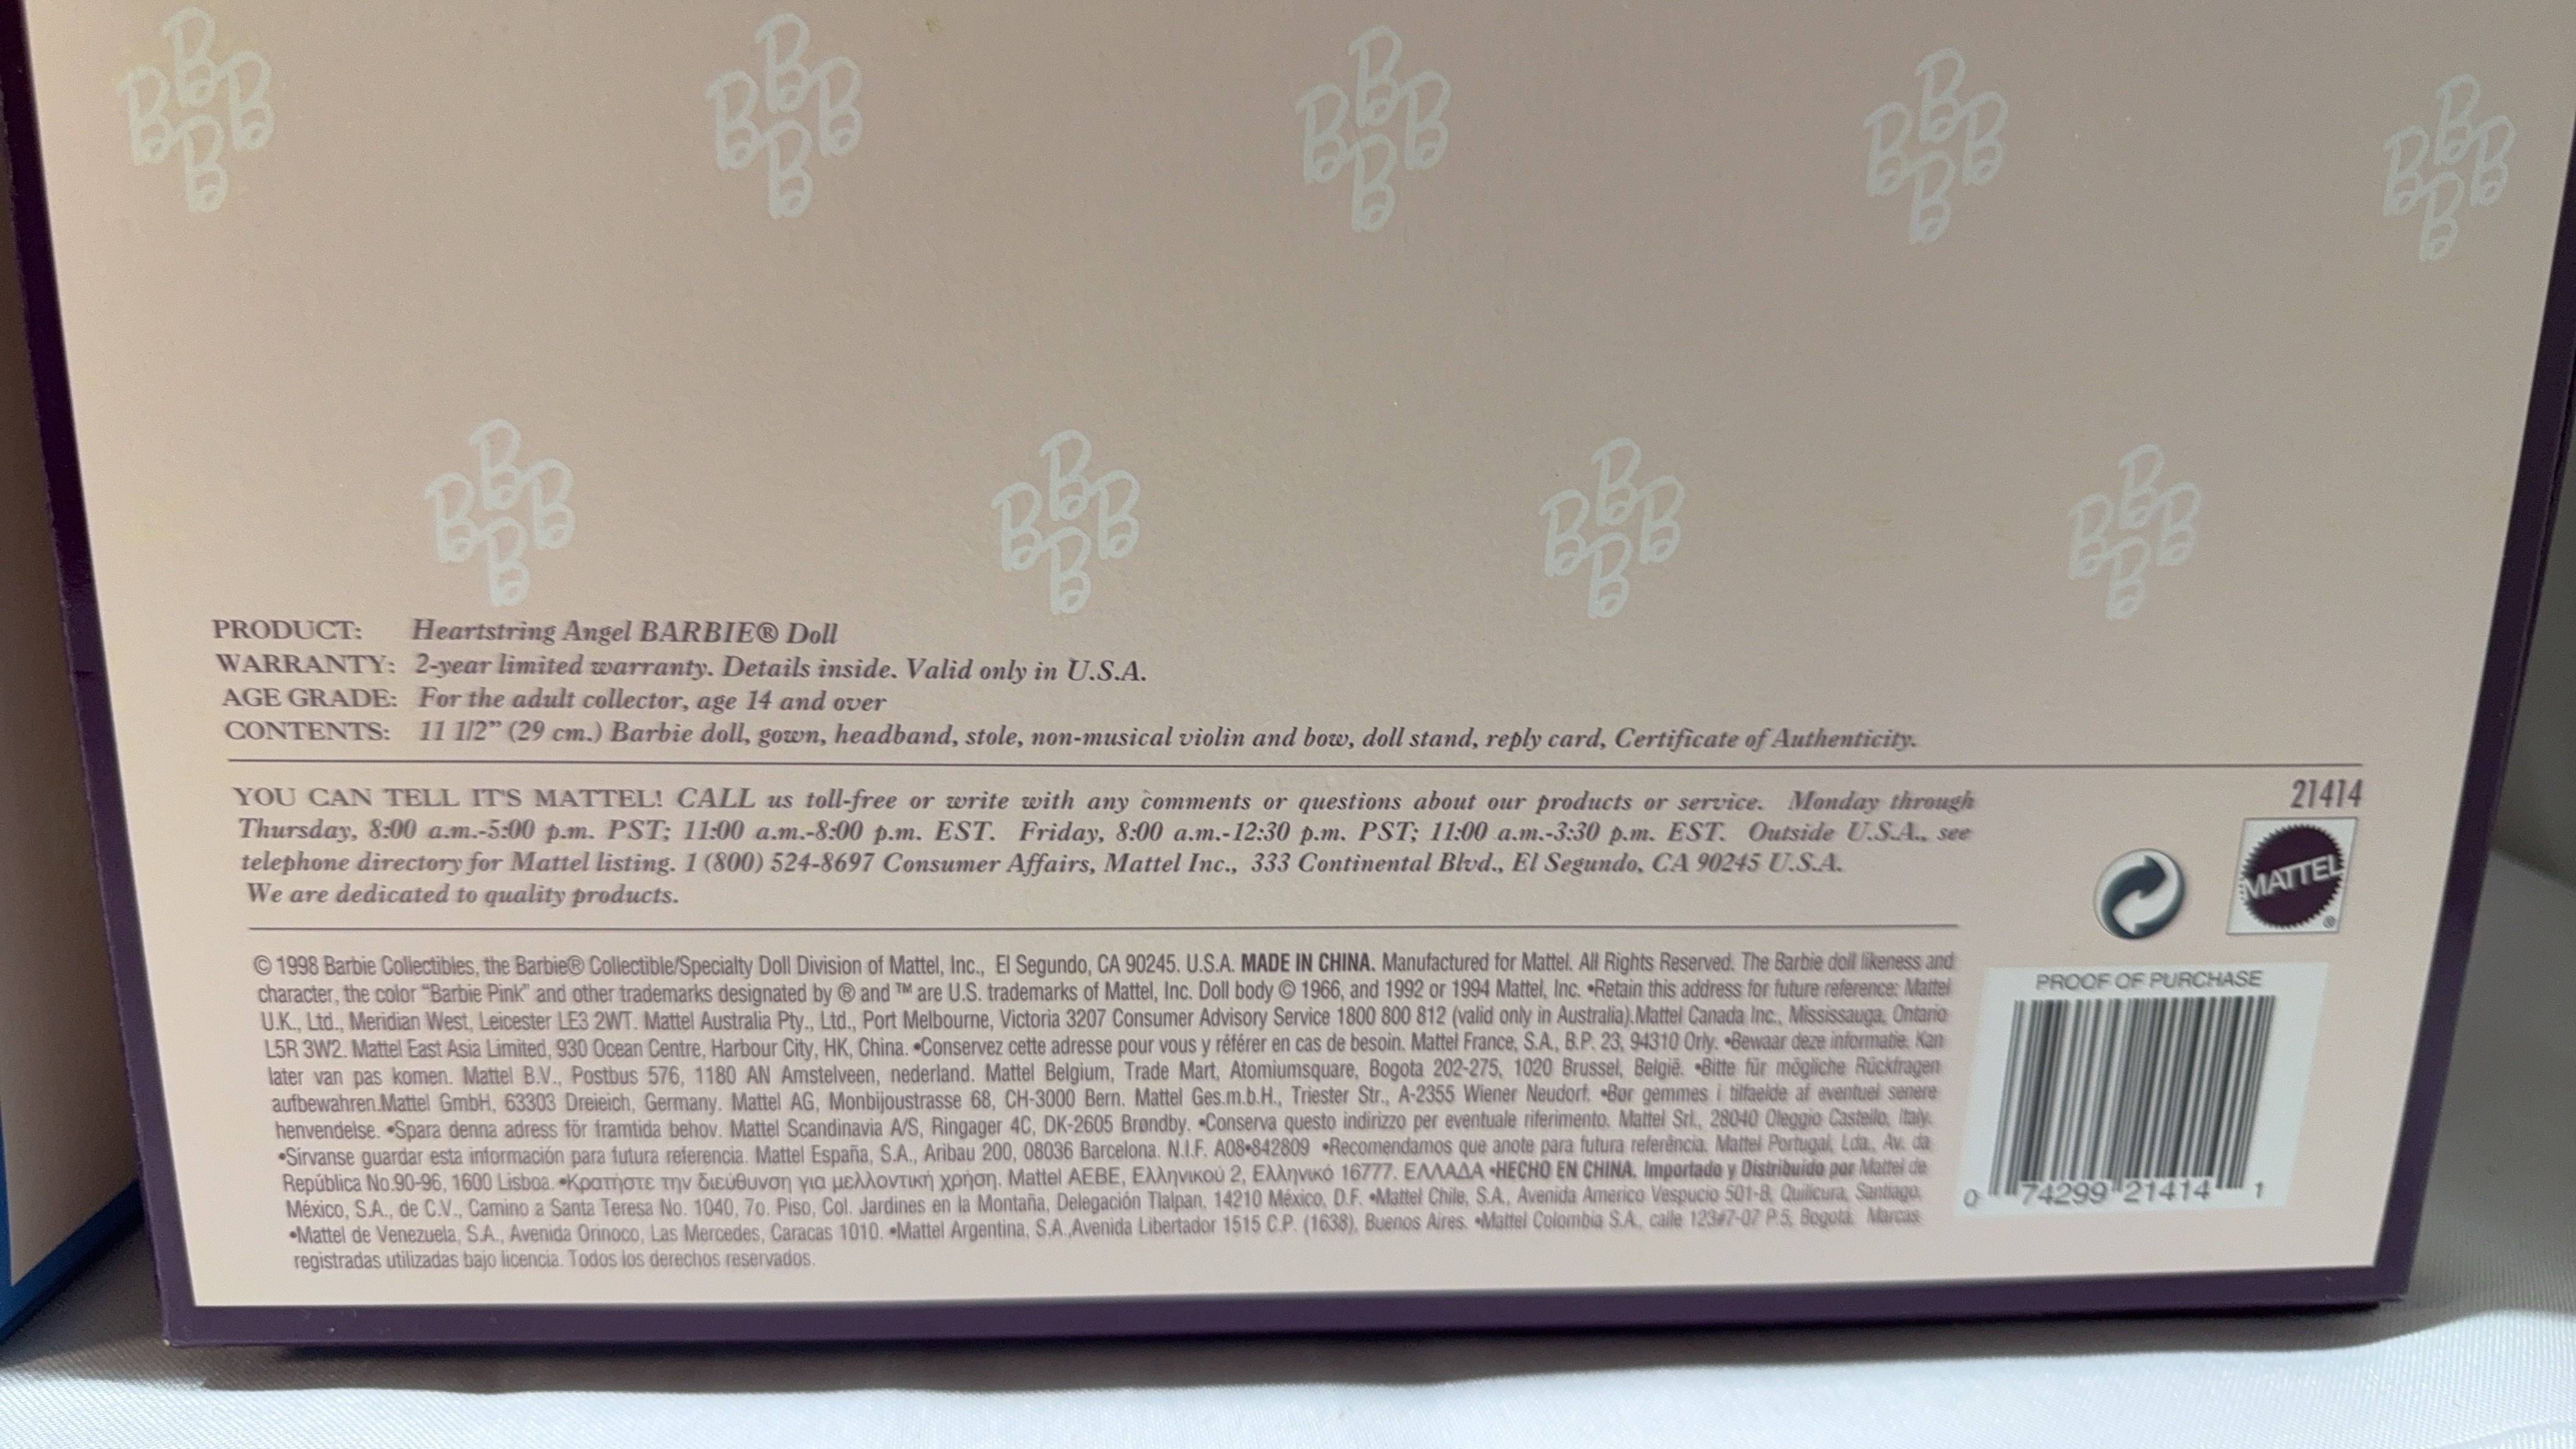 B
B B
B
B
B B
B
B
B B
B
B
B B
B
B
B B
B
B
B B
B
B
B B
B
B
B B
B
B
B B
B
PRODUCT: Heartstring Angel BARBIE® Doll
WARRANTY: 2-year limited warranty. Details inside. Valid only in U.S.A.
AGE GRADE: For the adult collector, age 14 and over
CONTENTS: 11 1/2” (29 cm.) Barbie doll, gown, headband, stole, non-musical violin and bow, doll stand, reply card, Certificate of Authenticity.
YOU CAN TELL IT'S MATTEL! CALL us toll-free or write with any comments or questions about our products or service. Monday through
Thursday, 8:00 a.m.-5:00 p.m. PST; 11:00 a.m.-8:00 p.m. EST. Friday, 8:00 a.m.-12:30 p.m. PST; 11:00 a.m.-3:30 p.m. EST. Outside U.S.A., see
telephone directory for Mattel listing. 1 (800) 524-8697 Consumer Affairs, Mattel Inc., 333 Continental Blvd., El Segundo, CA 90245 U.S.A.
We are dedicated to quality products.
21414
MATTEL
®
© 1998 Barbie Collectibles, the Barbie® Collectible/Specialty Doll Division of Mattel, Inc., El Segundo, CA 90245. U.S.A. MADE IN CHINA. Manufactured for Mattel. All Rights Reserved. The Barbie doll likeness and
character, the color “Barbie Pink” and other trademarks designated by ® and ™ are U.S. trademarks of Mattel, Inc. Doll body © 1966, and 1992 or 1994 Mattel, Inc. •Retain this address for future reference: Mattel
U.K., Ltd., Meridian West, Leicester LE3 2WT. Mattel Australia Pty., Ltd., Port Melbourne, Victoria 3207 Consumer Advisory Service 1800 800 812 (valid only in Australia).Mattel Canada Inc., Mississauga, Ontario
L5R 3W2. Mattel East Asia Limited, 930 Ocean Centre, Harbour City, HK, China. •Conservez cette adresse pour vous y référer en cas de besoin. Mattel France, S.A., B.P. 23, 94310 Orly. •Bewaar deze informatie. Kan
later van pas komen. Mattel B.V., Postbus 576, 1180 AN Amstelveen, nederland. Mattel Belgium, Trade Mart, Atomiumsquare, Bogota 202-275, 1020 Brussel, België. •Bitte für mögliche Rückfragen
aufbewahren.Mattel GmbH, 63303 Dreieich, Germany. Mattel AG, Monbijoustrasse 68, CH-3000 Bern. Mattel Ges.m.b.H., Triester Str., A-2355 Wiener Neudorf. •Bør gemmes i tilfaelde af eventuel senere
henvendelse. •Spara denna adress för framtida behov. Mattel Scandinavia A/S, Ringager 4C, DK-2605 Brøndby. •Conserva questo indirizzo per eventuale riferimento. Mattel Srl., 28040 Oleggio Castello, Italy.
•Sírvanse guardar esta información para futura referencia. Mattel España, S.A., Aribau 200, 08036 Barcelona. N.I.F. A08•842809 •Recomendamos que anote para futura referência. Mattel Portugal, Lda., Av. da
República No.90-96, 1600 Lisboa. •Κρατήστε την διεύθυνση για μελλοντική χρήση. Mattel AEBE, Ελληνικού 2, Ελληνικό 16777. ΕΛΛΑΔΑ •HECHO EN CHINA. Importado y Distribuido por Mattel de
México, S.A., de C.V., Camino a Santa Teresa No. 1040, 7o. Piso, Col. Jardines en la Montaña, Delegación Tlalpan, 14210 México, D.F. •Mattel Chile, S.A., Avenida Americo Vespucio 501-B, Quilicura, Santiago.
•Mattel de Venezuela, S.A., Avenida Orinoco, Las Mercedes, Caracas 1010. •Mattel Argentina, S.A.,Avenida Libertador 1515 C.P. (1638), Buenos Aires. •Mattel Colombia S.A., calle 123#7-07 P.5, Bogotá. Marcas
registradas utilizadas bajo licencia. Todos los derechos reservados.
PROOF OF PURCHASE
0 74299 21414 1